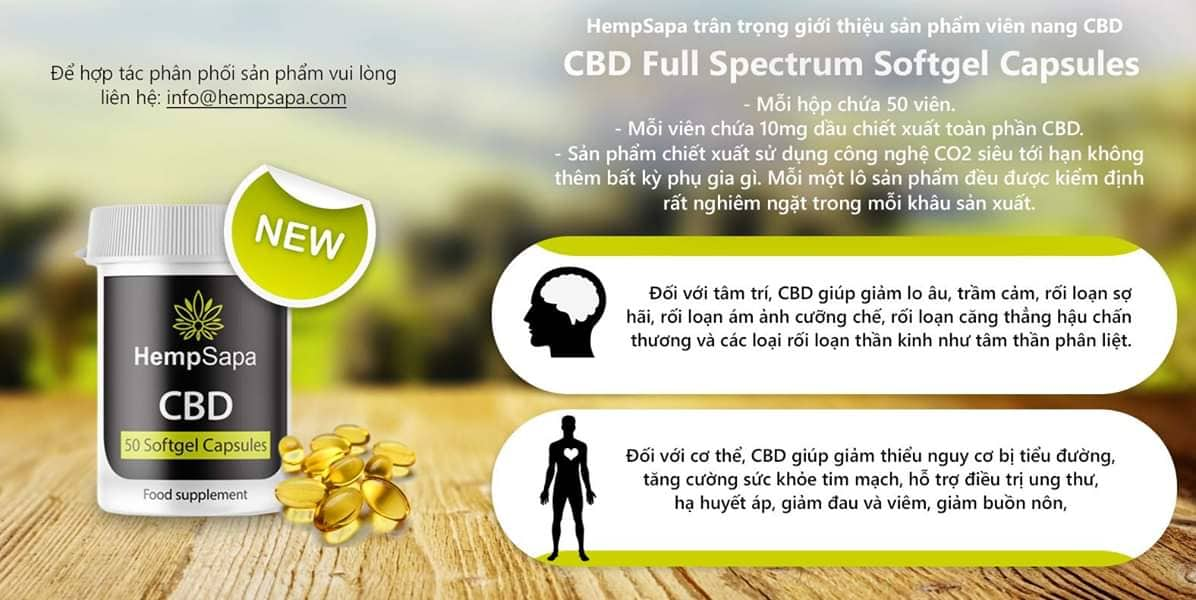 Để hợp tác phân phối sản phẩm vui lòng
liên hệ: info@hempsapa.com
HempSapa trân trọng giới thiệu sản phẩm viên nang CBD
CBD Full Spectrum Softgel Capsules
- Mỗi hộp chứa 50 viên.
- Mỗi viên chứa 10mg dầu chiết xuất toàn phần CBD.
- Sản phẩm chiết xuất sử dụng công nghệ CO2 siêu tới hạn không
thêm bất kỳ phụ gia gì. Mỗi một lô sản phẩm đều được kiểm định
rất nghiêm ngặt trong mỗi khâu sản xuất.
NEW
HempSapa
CBD
50 Softgel Capsules
Food supplement
Đối với tâm trí, CBD giúp giảm lo âu, trầm cảm, rối loạn sợ
hãi, rối loạn ám ảnh cưỡng chế, rối loạn căng thẳng hậu chấn
thương và các loại rối loạn thần kinh như tâm thần phân liệt.
Đối với cơ thể, CBD giúp giảm thiểu nguy cơ bị tiểu đường,
tăng cường sức khỏe tim mạch, hỗ trợ điều trị ung thư,
hạ huyết áp, giảm đau và viêm, giảm buồn nôn,